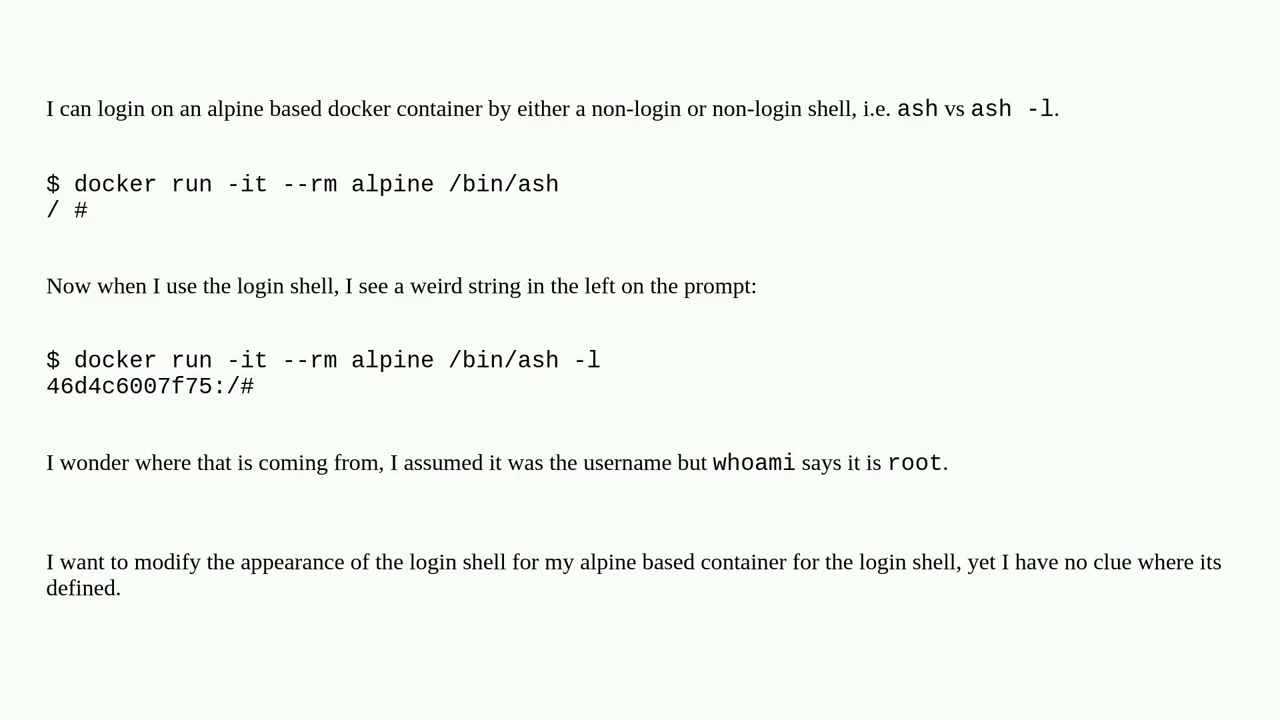 I can login on an alpine based docker container by either a non-login or non-login shell, i.e. ash vs ash -l.
$ docker run -it --rm alpine /bin/ash
/ #
Now when I use the login shell, I see a weird string in the left on the prompt:
$ docker run -it --rm alpine /bin/ash -l
46d4c6007f75:/#
I wonder where that is coming from, I assumed it was the username but whoami says it is root.
I want to modify the appearance of the login shell for my alpine based container for the login shell, yet I have no clue where its
defined.